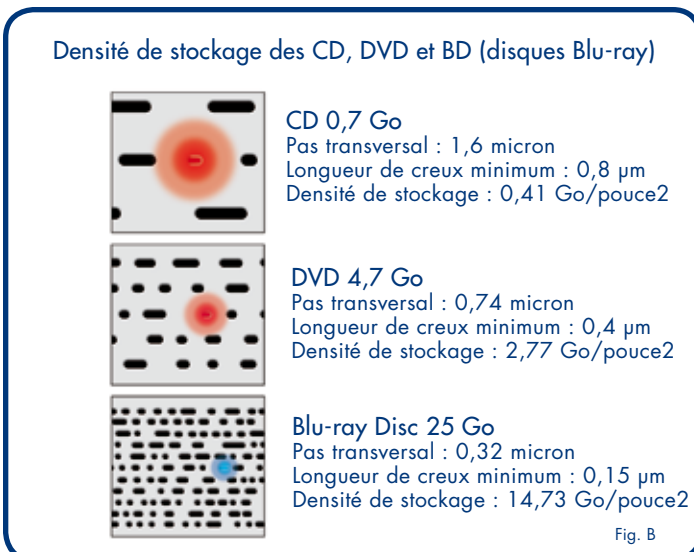 Densité de stockage des CD, DVD et BD (disques Blu-ray)
CD 0,7 Go
Pas transversal : 1,6 micron
Longueur de creux minimum : 0,8 µm
Densité de stockage : 0,41 Go/pouce2
DVD 4,7 Go
Pas transversal : 0,74 micron
Longueur de creux minimum : 0,4 µm
Densité de stockage : 2,77 Go/pouce2
Blu-ray Disc 25 Go
Pas transversal : 0,32 micron
Longueur de creux minimum : 0,15 µm
Densité de stockage : 14,73 Go/pouce2
Fig. B